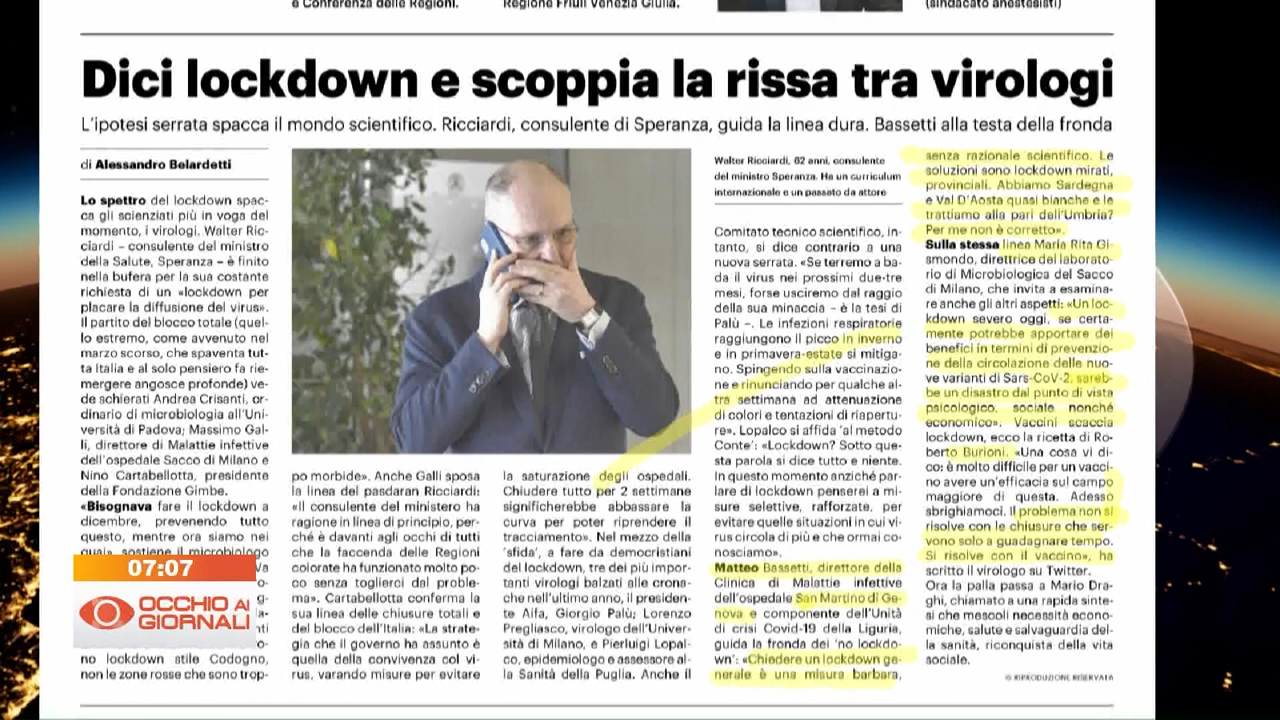 e Conferenza delle Regioni.
Regione Friuli Venezia Giulia.
(sindacato anestesisti)
Dici lockdown e scoppia la rissa tra virologi
L'ipotesi serrata spacca il mondo scientifico. Ricciardi, consulente di Speranza, guida la linea dura. Bassetti alla testa della fronda
di Alessandro Belardetti
Lo spettro del lockdown spac-
ca gli scienziati più in voga del
momento, i virologi. Walter Ric-
ciardi – consulente del ministro
della Salute, Speranza – è finito
nella bufera per la sua costante
richiesta di un «lockdown per
placare la diffusione del virus».
Il partito del blocco totale (quel-
lo estremo, come avvenuto nel
marzo scorso, che spaventa tut-
ta Italia e al solo pensiero fa rie-
mergere angosce profonde) ve-
de schierati Andrea Crisanti, or-
dinario di microbiologia all'Uni-
versità di Padova; Massimo Gal-
li, direttore di Malattie infettive
dell'ospedale Sacco di Milano e
Nino Cartabellotta, presidente
della Fondazione Gimbe.
«Bisognava fare il lockdown a
dicembre, prevenendo tutto
questo, mentre ora siamo nei
guai», sostiene il microbiologo
no lockdown stile Codogno,
non le zone rosse che sono trop-
po morbide». Anche Galli sposa
la linea del pasdaran Ricciardi:
«Il consulente del ministero ha
ragione in linea di principio, per-
ché è davanti agli occhi di tutti
che la faccenda delle Regioni
colorate ha funzionato molto po-
co senza toglierci dal proble-
ma». Cartabellotta conferma la
sua linea delle chiusure totali e
del blocco dell'Italia: «La strate-
gia che il governo ha assunto è
quella della convivenza col vi-
rus, varando misure per evitare
la saturazione degli ospedali.
Chiudere tutto per 2 settimane
significherebbe abbassare la
curva per poter riprendere il
tracciamento». Nel mezzo della
'sfida', a fare da democristiani
del lockdown, tre dei più impor-
tanti virologi balzati alle crona-
che nell'ultimo anno, il presiden-
te Aifa, Giorgio Palù; Lorenzo
Pregliasco, virologo dell'Univer-
sità di Milano, e Pierluigi Lopal-
co, epidemiologo e assessore al-
la Sanità della Puglia. Anche il
Walter Ricciardi, 62 anni, consulente
del ministro Speranza. Ha un curriculum
internazionale e un passato da attore
Comitato tecnico scientifico, in-
tanto, si dice contrario a una
nuova serrata. «Se terremo a ba-
da il virus nei prossimi due-tre
mesi, forse usciremo dal raggio
della sua minaccia – è la tesi di
Palù –. Le infezioni respiratorie
raggiungono il picco in inverno
e in primavera-estate si mitiga-
no. Spingendo sulla vaccinazio-
ne e rinunciando per qualche al-
tra settimana ad attenuazione
di colori e tentazioni di riapertu-
re». Lopalco si affida 'al metodo
Conte': «Lockdown? Sotto que-
sta parola si dice tutto e niente.
In questo momento anziché par-
lare di lockdown penserei a mi-
sure selettive, rafforzate, per
evitare quelle situazioni in cui vi-
rus circola di più e che ormai co-
nosciamo».
Matteo Bassetti, direttore della
Clinica di Malattie infettive
dell'ospedale San Martino di Ge-
nova e componente dell'Unità
di crisi Covid-19 della Liguria,
guida la fronda dei 'no lockdo-
wn': «Chiedere un lockdown ge-
nerale è una misura barbara,
senza razionale scientifico. Le
soluzioni sono lockdown mirati,
provinciali. Abbiamo Sardegna
e Val D'Aosta quasi bianche e le
trattiamo alla pari dell'Umbria?
Per me non è corretto».
Sulla stessa linea Maria Rita Gi-
smondo, direttrice del laborato-
rio di Microbiologica del Sacco
di Milano, che invita a esamina-
re anche gli altri aspetti: «Un loc-
kdown severo oggi, se certa-
mente potrebbe apportare dei
benefici in termini di prevenzio-
ne della circolazione delle nuo-
ve varianti di Sars-CoV-2, sareb-
be un disastro dal punto di vista
psicologico, sociale nonché
economico». Vaccini scaccia
lockdown, ecco la ricetta di Ro-
berto Burioni. «Una cosa vi di-
co: è molto difficile per un vacci-
no avere un'efficacia sul campo
maggiore di questa. Adesso
sbrighiamoci. Il problema non si
risolve con le chiusure che ser-
vono solo a guadagnare tempo.
Si risolve con il vaccino», ha
scritto il virologo su Twitter.
Ora la palla passa a Mario Dra-
ghi, chiamato a una rapida sinte-
si che mescoli necessità econo-
miche, salute e salvaguardia del-
la sanità, riconquista della vita
sociale.
© RIPRODUZIONE RISERVATA
07:07
OCCHIO AI
GIORNALI